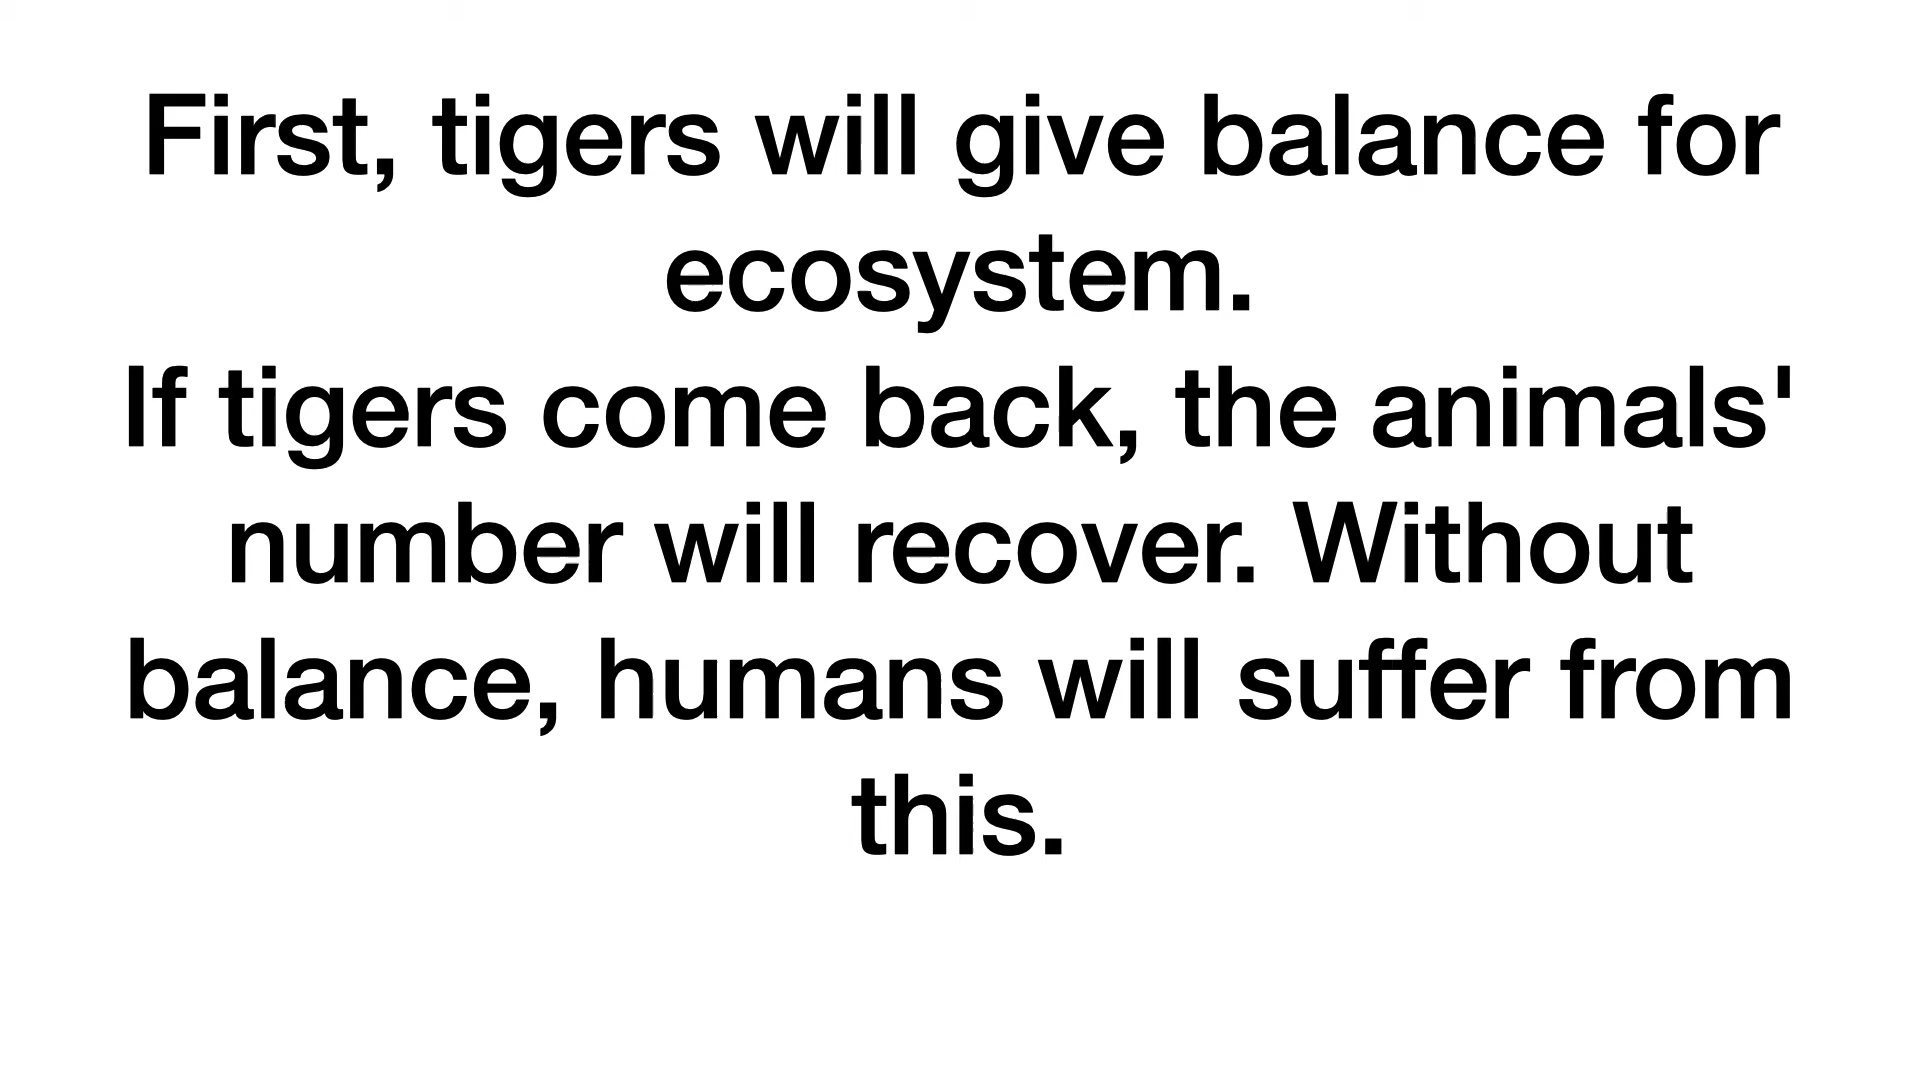 First, tigers will give balance for
ecosystem.
If tigers come back, the animals'
number will recover. Without
balance, humans will suffer from
this.